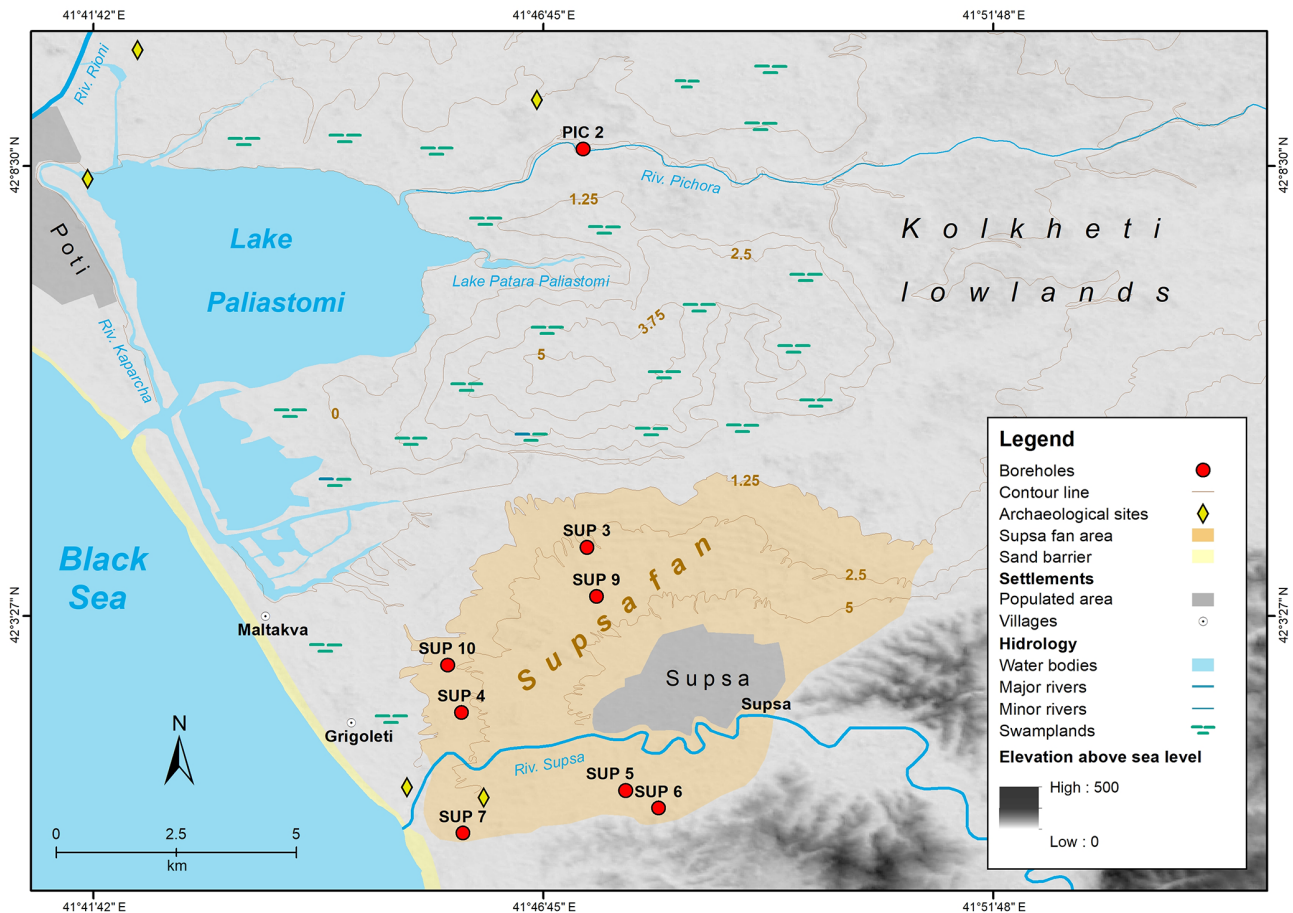 41°41'42" E
41°46'45" E
41°51'48" E
Riv. Rioni
PIC 2
42°8'30" N
42°8'30" N
Riv. Pichora
1.25
Kolkheti
lowlands
Poti
Lake
Paliastomi
2.5
Lake Patara Paliastomi
3.75
5
Riv. Kaparcha
0
1.25
Legend
Boreholes
Contour line
Archaeological sites
Supsa fan area
Sand barrier
Settlements
Populated area
Villages
Hidrology
Water bodies
Major rivers
Minor rivers
Swamplands
Elevation above sea level
High : 500
Low : 0
SUP 3
Supsa fan
Black
Sea
2.5
SUP 9
5
42°3'27" N
42°3'27" N
Maltakva
SUP 10
Supsa
SUP 4
Supsa
Grigoleti
N
Riv. Supsa
SUP 5
SUP 6
SUP 7
0
2.5
5
km
41°41'42" E
41°46'45" E
41°51'48" E